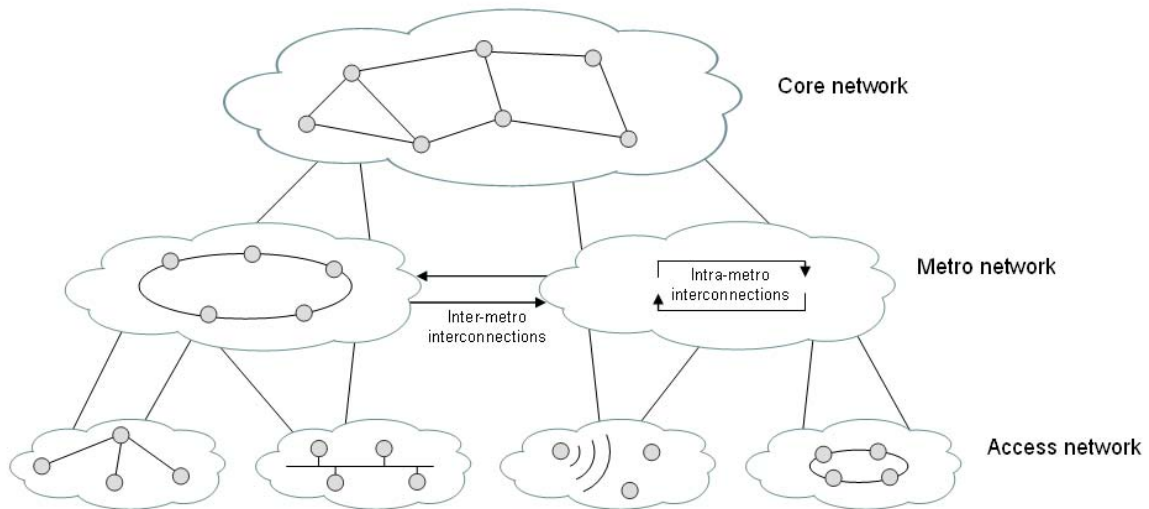 Core network
Intra-metro
interconnections
Metro network
Inter-metro
interconnections
Access network